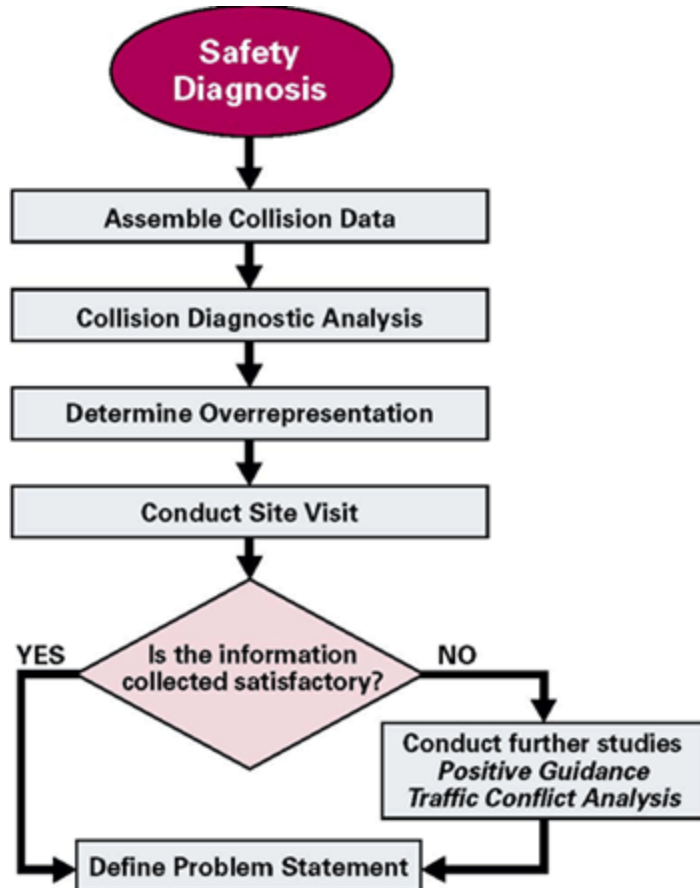 Safety
Diagnosis
Assemble Collision Data
Collision Diagnostic Analysis
Determine Overrepresentation
Conduct Site Visit
YES
Is the information
collected satisfactory?
NO
Conduct further studies
Positive Guidance
Traffic Conflict Analysis
Define Problem Statement